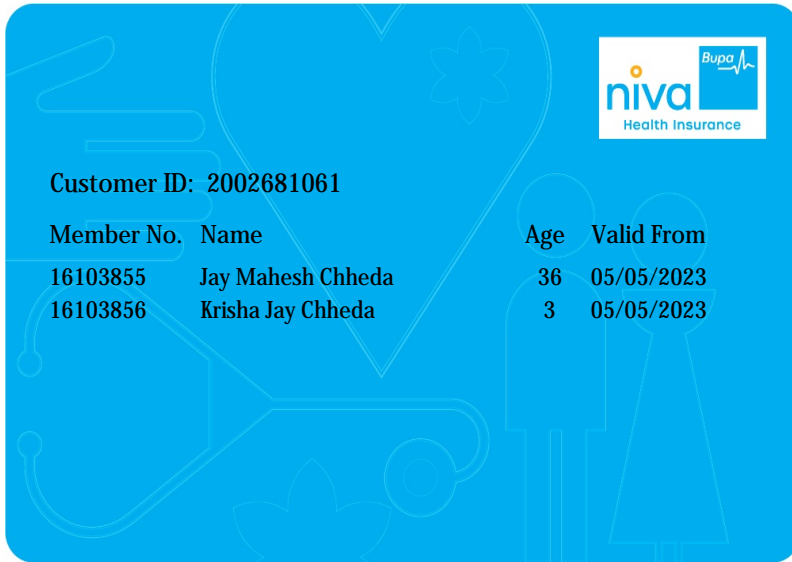 Bupa
niva
Health Insurance
Customer ID: 2002681061
Member No. Name Age Valid From
16103855 Jay Mahesh Chheda 36 05/05/2023
16103856 Krisha Jay Chheda 3 05/05/2023